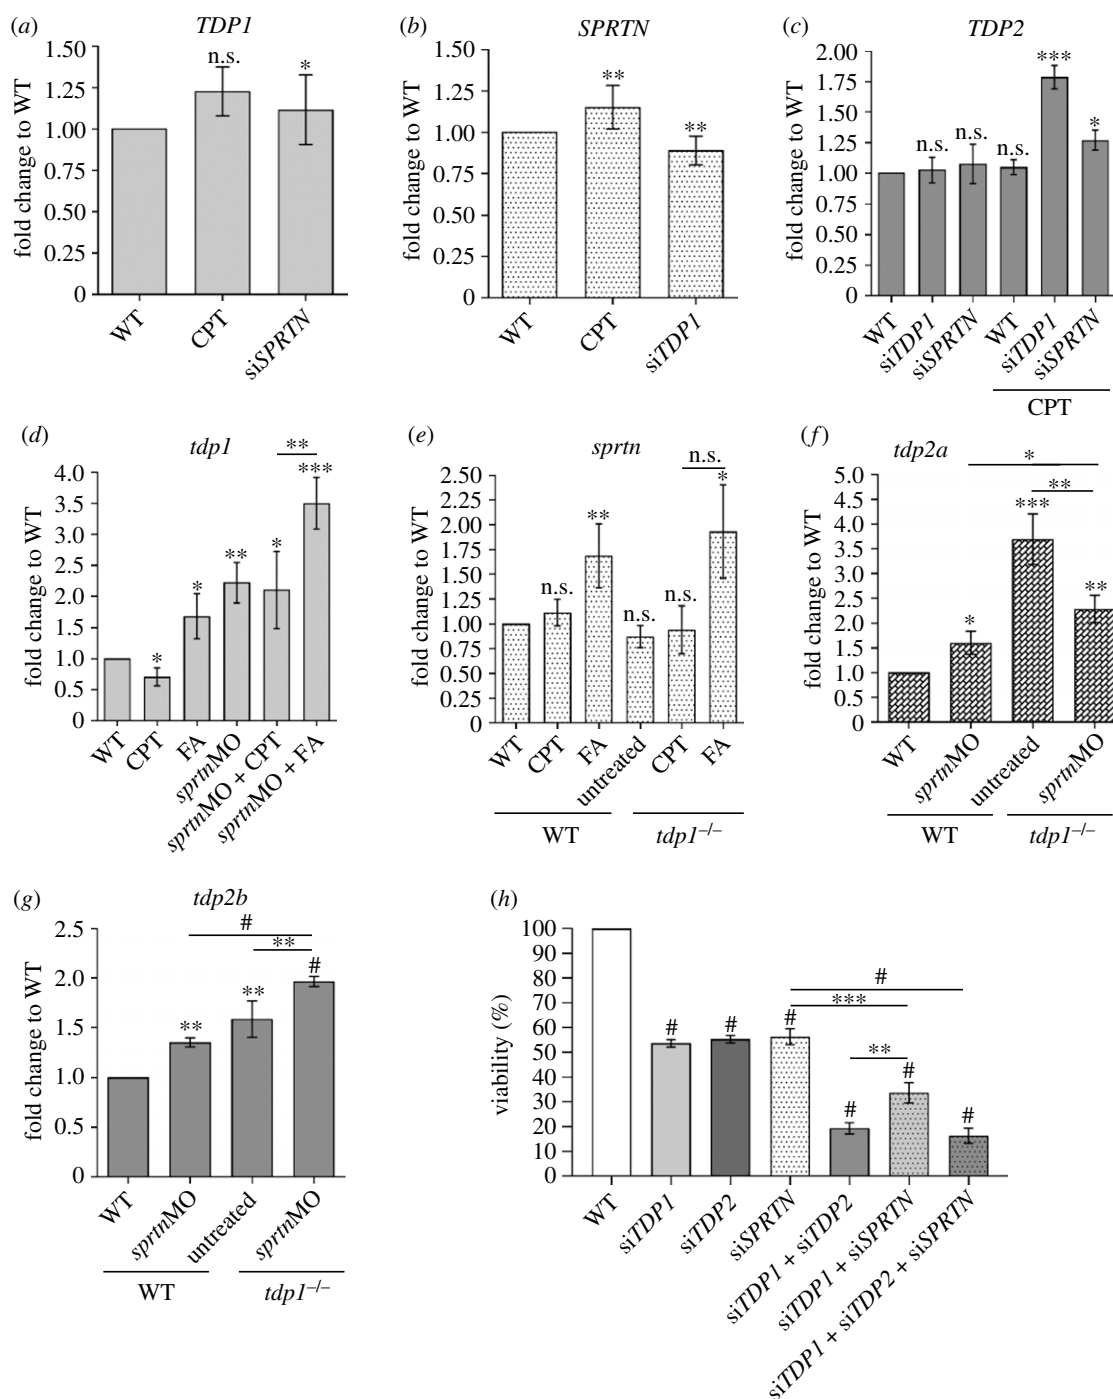 (a) TDP1
fold change to WT
1.50
1.25
1.00
0.75
0.50
0.25
0
n.s.
*
WT
CPT
siSPRTN
(b) SPRTN
fold change to WT
1.50
1.25
1.00
0.75
0.50
0.25
0
**
**
WT
CPT
siTDP1
(c) TDP2
fold change to WT
2.00
1.75
1.50
1.25
1.00
0.75
0.50
0.25
0
n.s.
n.s.
n.s.
***
*
WT
siTDP1
siSPRTN
WT
siTDP1
siSPRTN
CPT
(d) tdp1
fold change to WT
4.0
3.5
3.0
2.5
2.0
1.5
1.0
0.5
0
*
*
**
*
**
***
WT
CPT
FA
sprtnMO
sprtnMO + CPT
sprtnMO + FA
(e) sprtn
fold change to WT
2.50
2.25
2.00
1.75
1.50
1.25
1.00
0.75
0.50
0.25
0
n.s.
**
n.s.
n.s.
n.s.
*
WT
CPT
FA
untreated
CPT
FA
WT
tdp1–/–
(f) tdp2a
fold change to WT
5.0
4.5
4.0
3.5
3.0
2.5
2.0
1.5
1.0
0.5
0
*
**
*
***
**
WT
sprtnMO
untreated
sprtnMO
WT
tdp1–/–
(g) tdp2b
fold change to WT
2.5
2.0
1.5
1.0
0.5
0
#
**
**
**
#
WT
sprtnMO
untreated
sprtnMO
WT
tdp1–/–
(h)
viability (%)
100
90
80
70
60
50
40
30
20
10
0
#
***
**
#
#
#
#
#
#
WT
siTDP1
siTDP2
siSPRTN
siTDP1 + siTDP2
siTDP1 + siSPRTN
siTDP1 + siTDP2 + siSPRTN